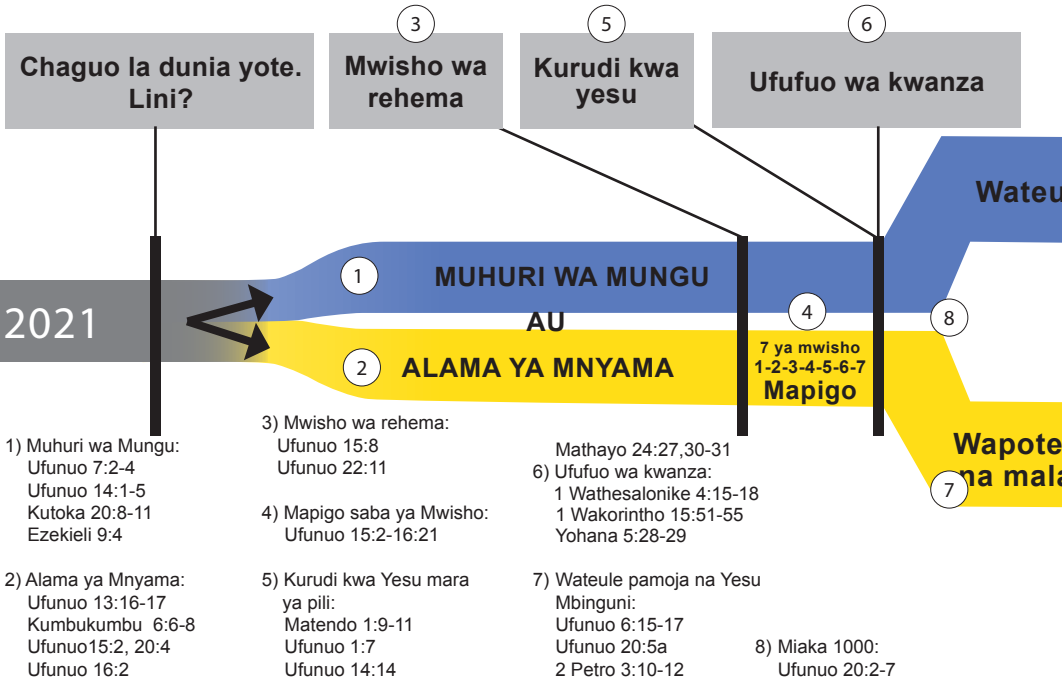 3
5
6
Chaguo la dunia yote.
Lini?
Mwisho wa
rehema
Kurudi kwa
yesu
Ufufuo wa kwanza
Wateu
2021
1
MUHURI WA MUNGU
AU
2
ALAMA YA MNYAMA
4
7 ya mwisho
1-2-3-4-5-6-7
Mapigo
8
Wapote
7
na mala
1) Muhuri wa Mungu:
Ufunuo 7:2-4
Ufunuo 14:1-5
Kutoka 20:8-11
Ezekieli 9:4
2) Alama ya Mnyama:
Ufunuo 13:16-17
Kumbukumbu 6:6-8
Ufunuo15:2, 20:4
Ufunuo 16:2
3) Mwisho wa rehema:
Ufunuo 15:8
Ufunuo 22:11
4) Mapigo saba ya Mwisho:
Ufunuo 15:2-16:21
5) Kurudi kwa Yesu mara
ya pili:
Matendo 1:9-11
Ufunuo 1:7
Ufunuo 14:14
Mathayo 24:27,30-31
6) Ufufuo wa kwanza:
1 Wathesalonike 4:15-18
1 Wakorintho 15:51-55
Yohana 5:28-29
7) Wateule pamoja na Yesu
Mbinguni:
Ufunuo 6:15-17
Ufunuo 20:5a
2 Petro 3:10-12
8) Miaka 1000:
Ufunuo 20:2-7